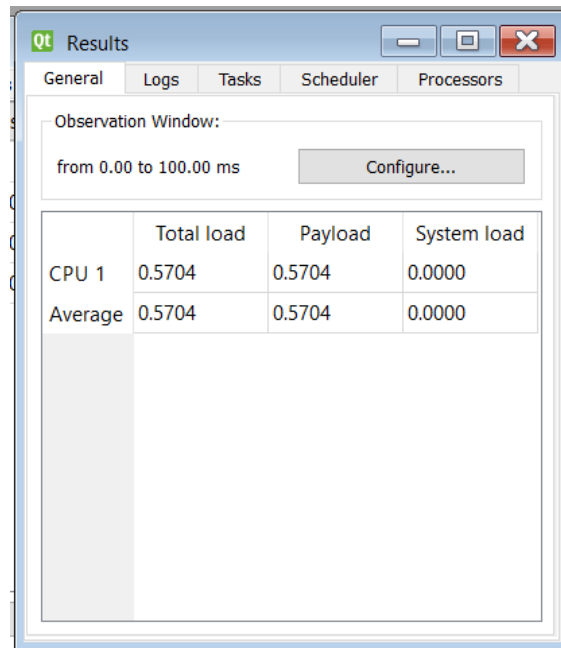 Qt Results
General Logs Tasks Scheduler Processors
Observation Window:
from 0.00 to 100.00 ms Configure...
Total load Payload System load
CPU 1 0.5704 0.5704 0.0000
Average 0.5704 0.5704 0.0000